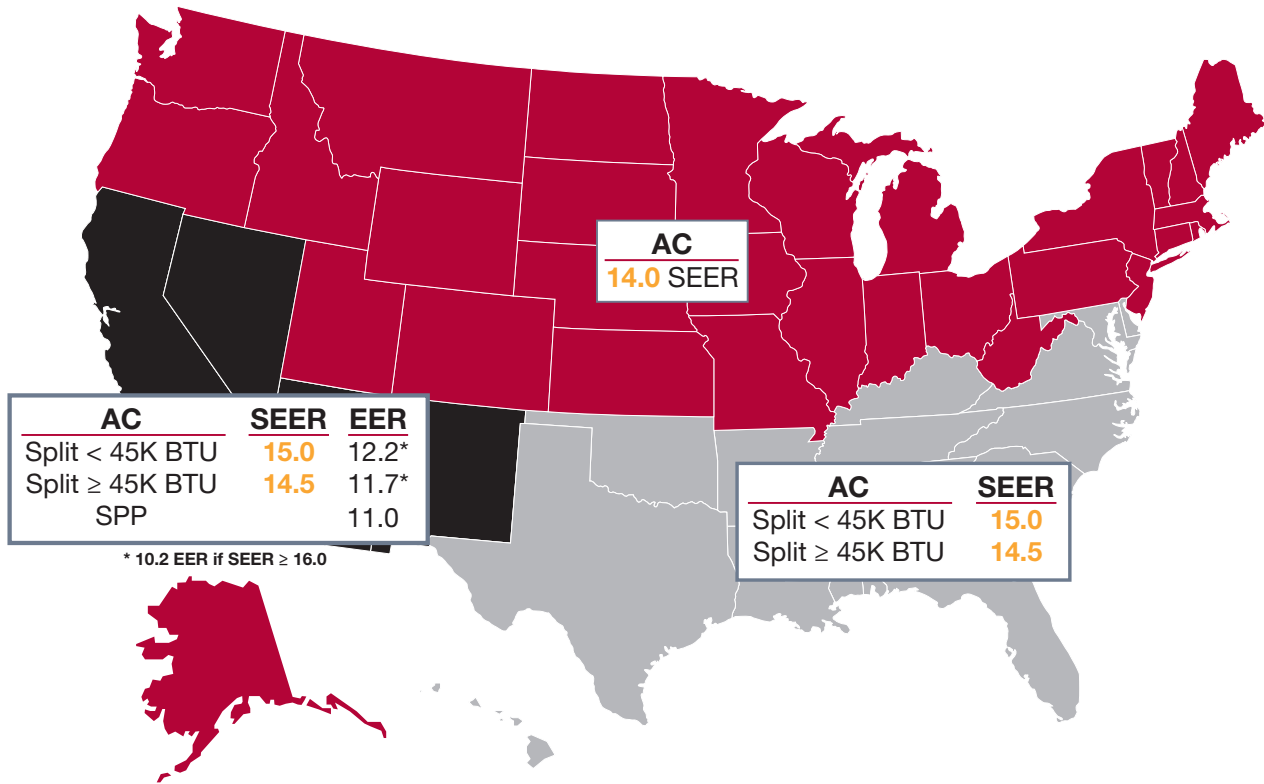 AC
14.0 SEER
AC SEER EER
Split < 45K BTU 15.0 12.2*
Split ≥ 45K BTU 14.5 11.7*
SPP 11.0
* 10.2 EER if SEER ≥ 16.0
AC SEER
Split < 45K BTU 15.0
Split ≥ 45K BTU 14.5